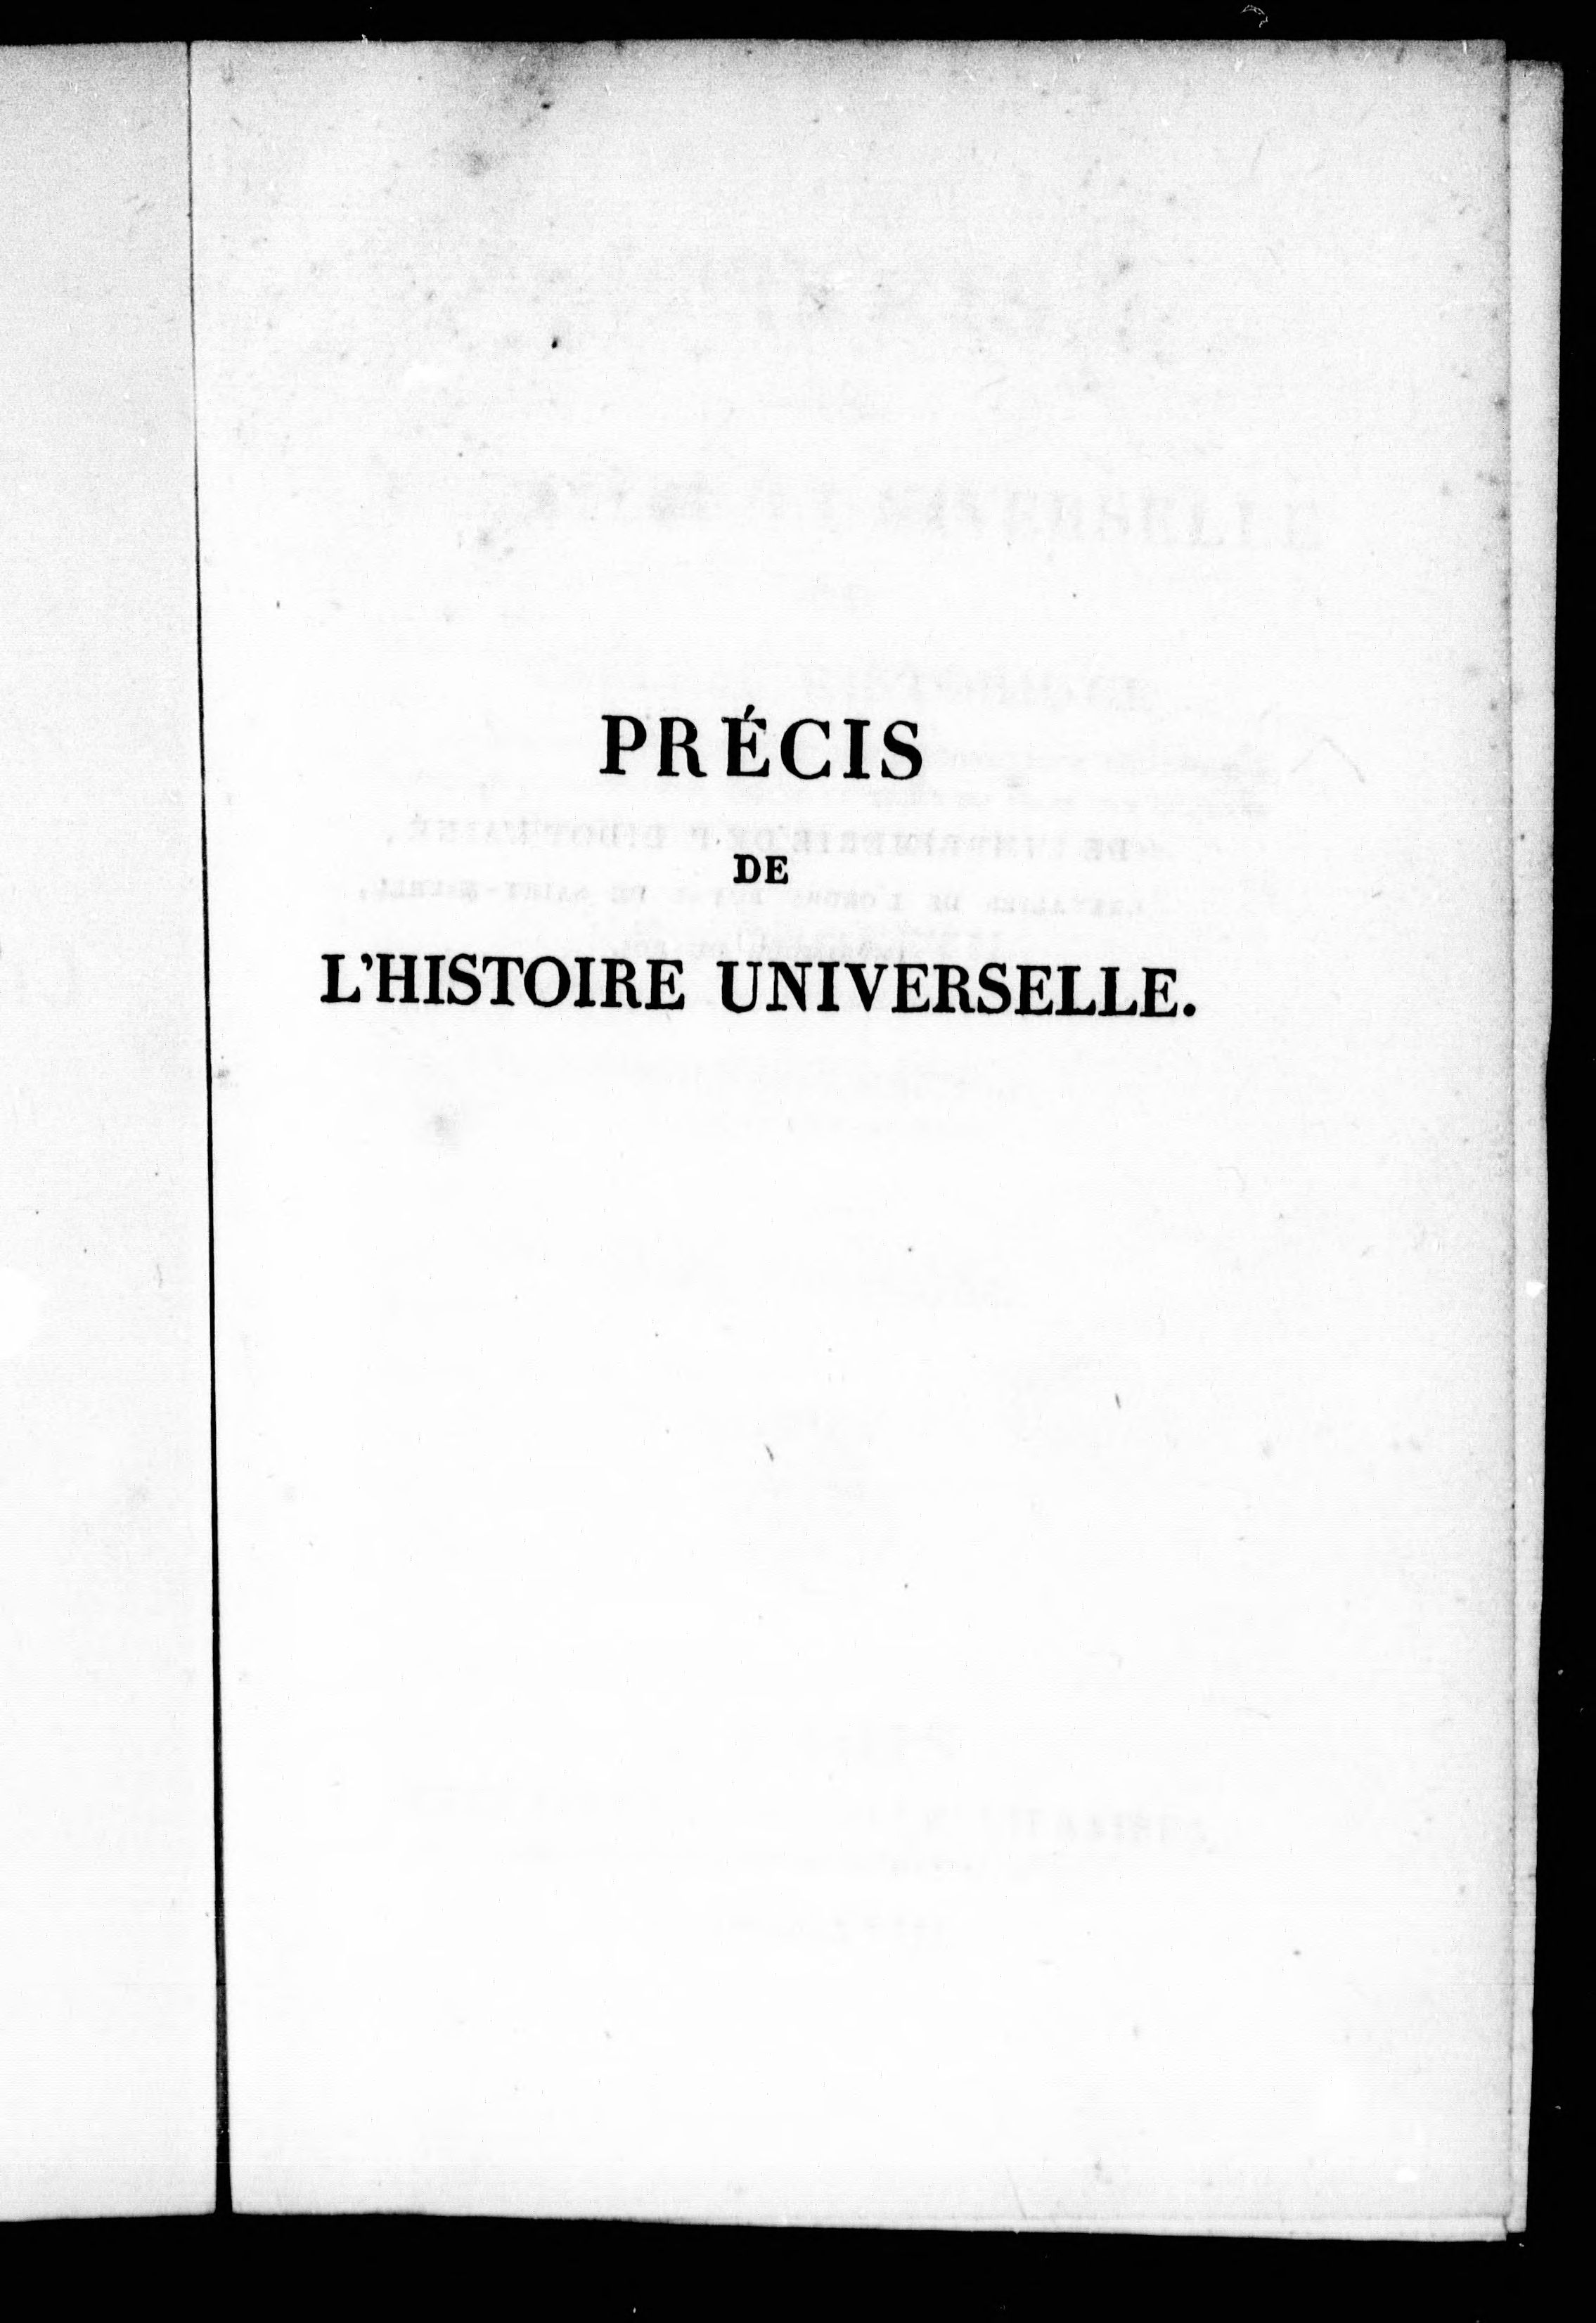 PRÉCIS
DE
L'HISTOIRE UNIVERSELLE.